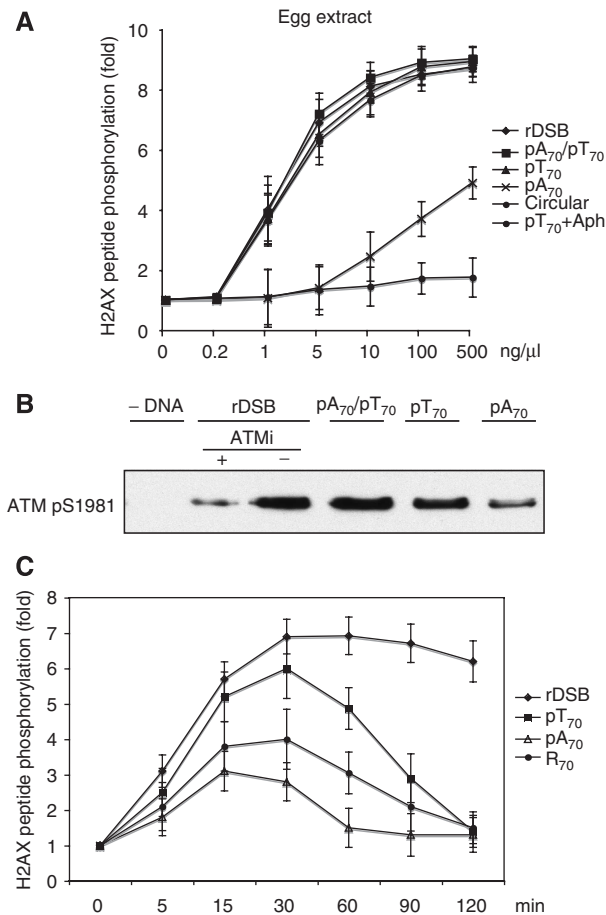 A
Egg extract
H2AX peptide phosphorylation (fold)
10
8
6
4
2
0
0 0.2 1 5 10 100 500 ng/μl
rDSB
pA70/pT70
pT70
pA70
Circular
pT70+Aph
B
– DNA rDSB pA70/pT70 pT70 pA70
ATMi
+ –
ATM pS1981
C
H2AX peptide phosphorylation (fold)
8
7
6
5
4
3
2
1
0
0 5 15 30 60 90 120 min
rDSB
pT70
pA70
R70